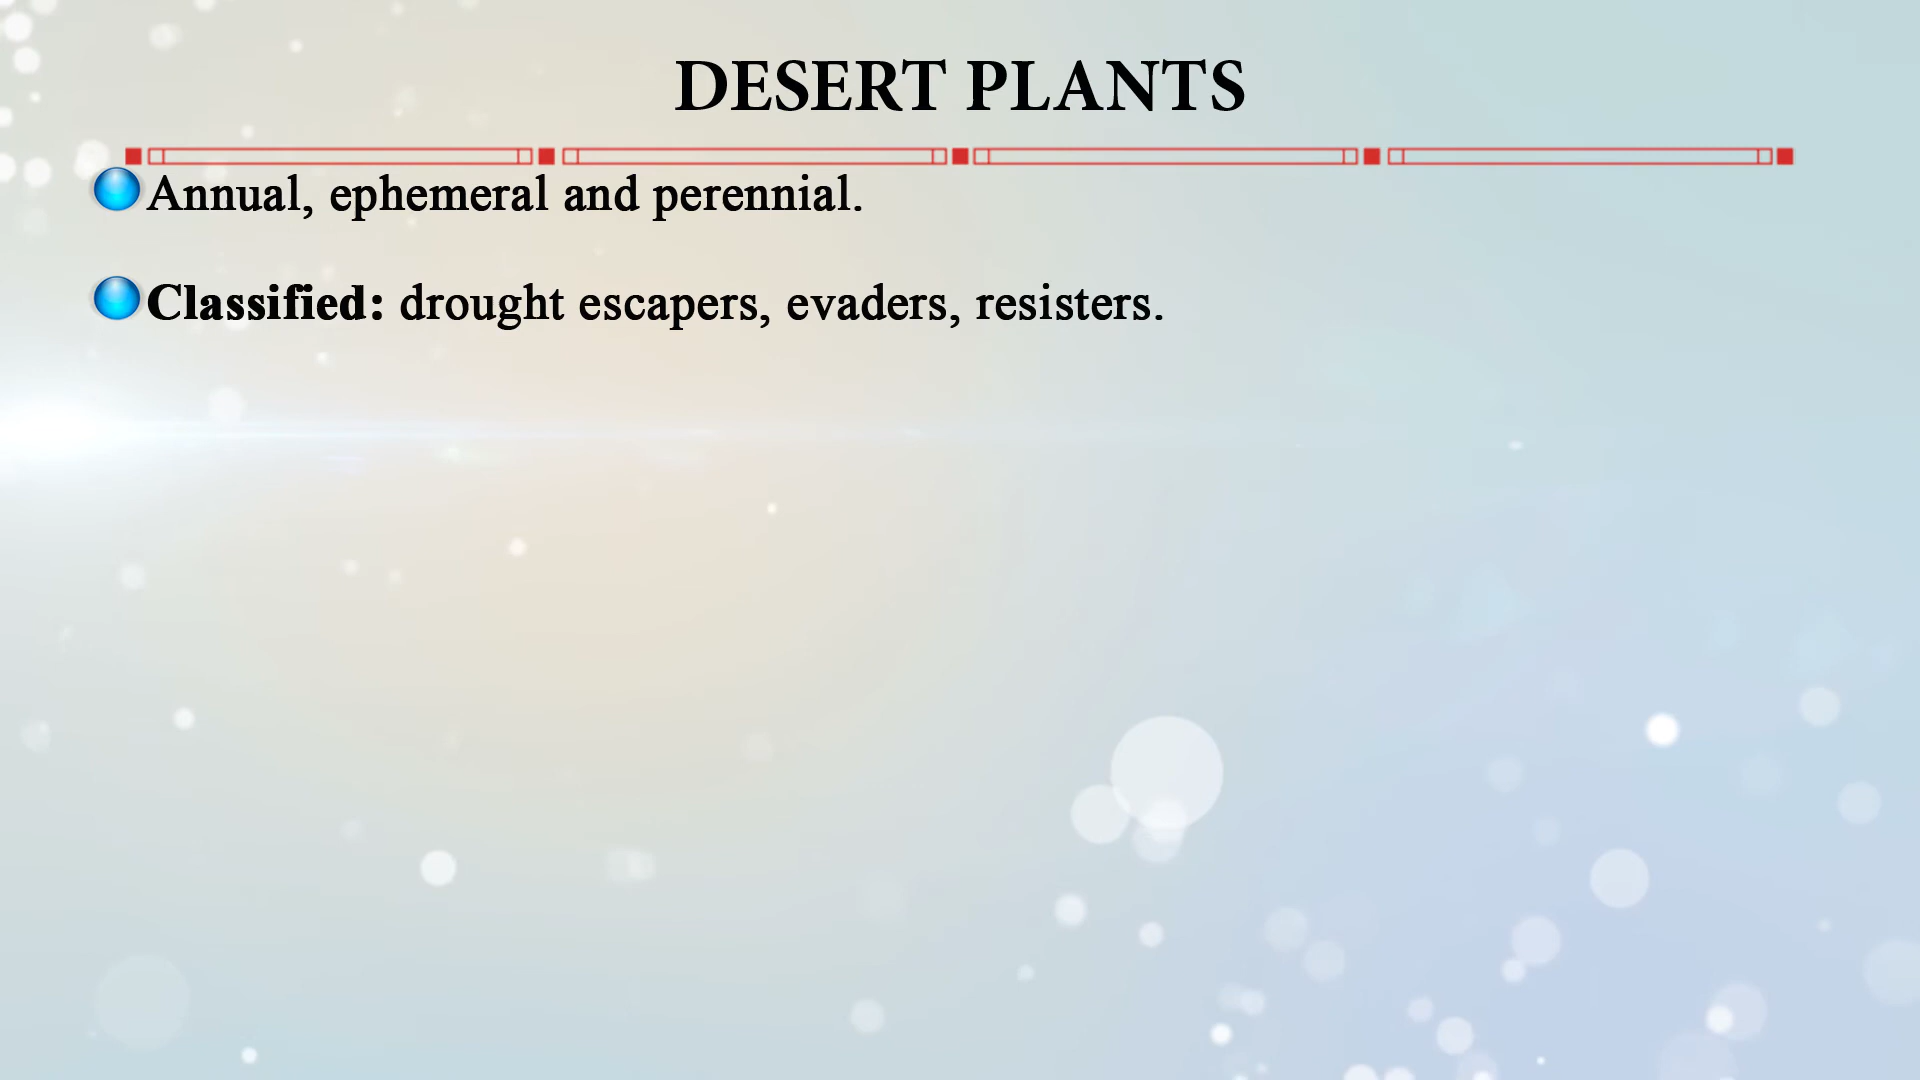 DESERT PLANTS
Annual, ephemeral and perennial.
Classified: drought escapers, evaders, resisters.